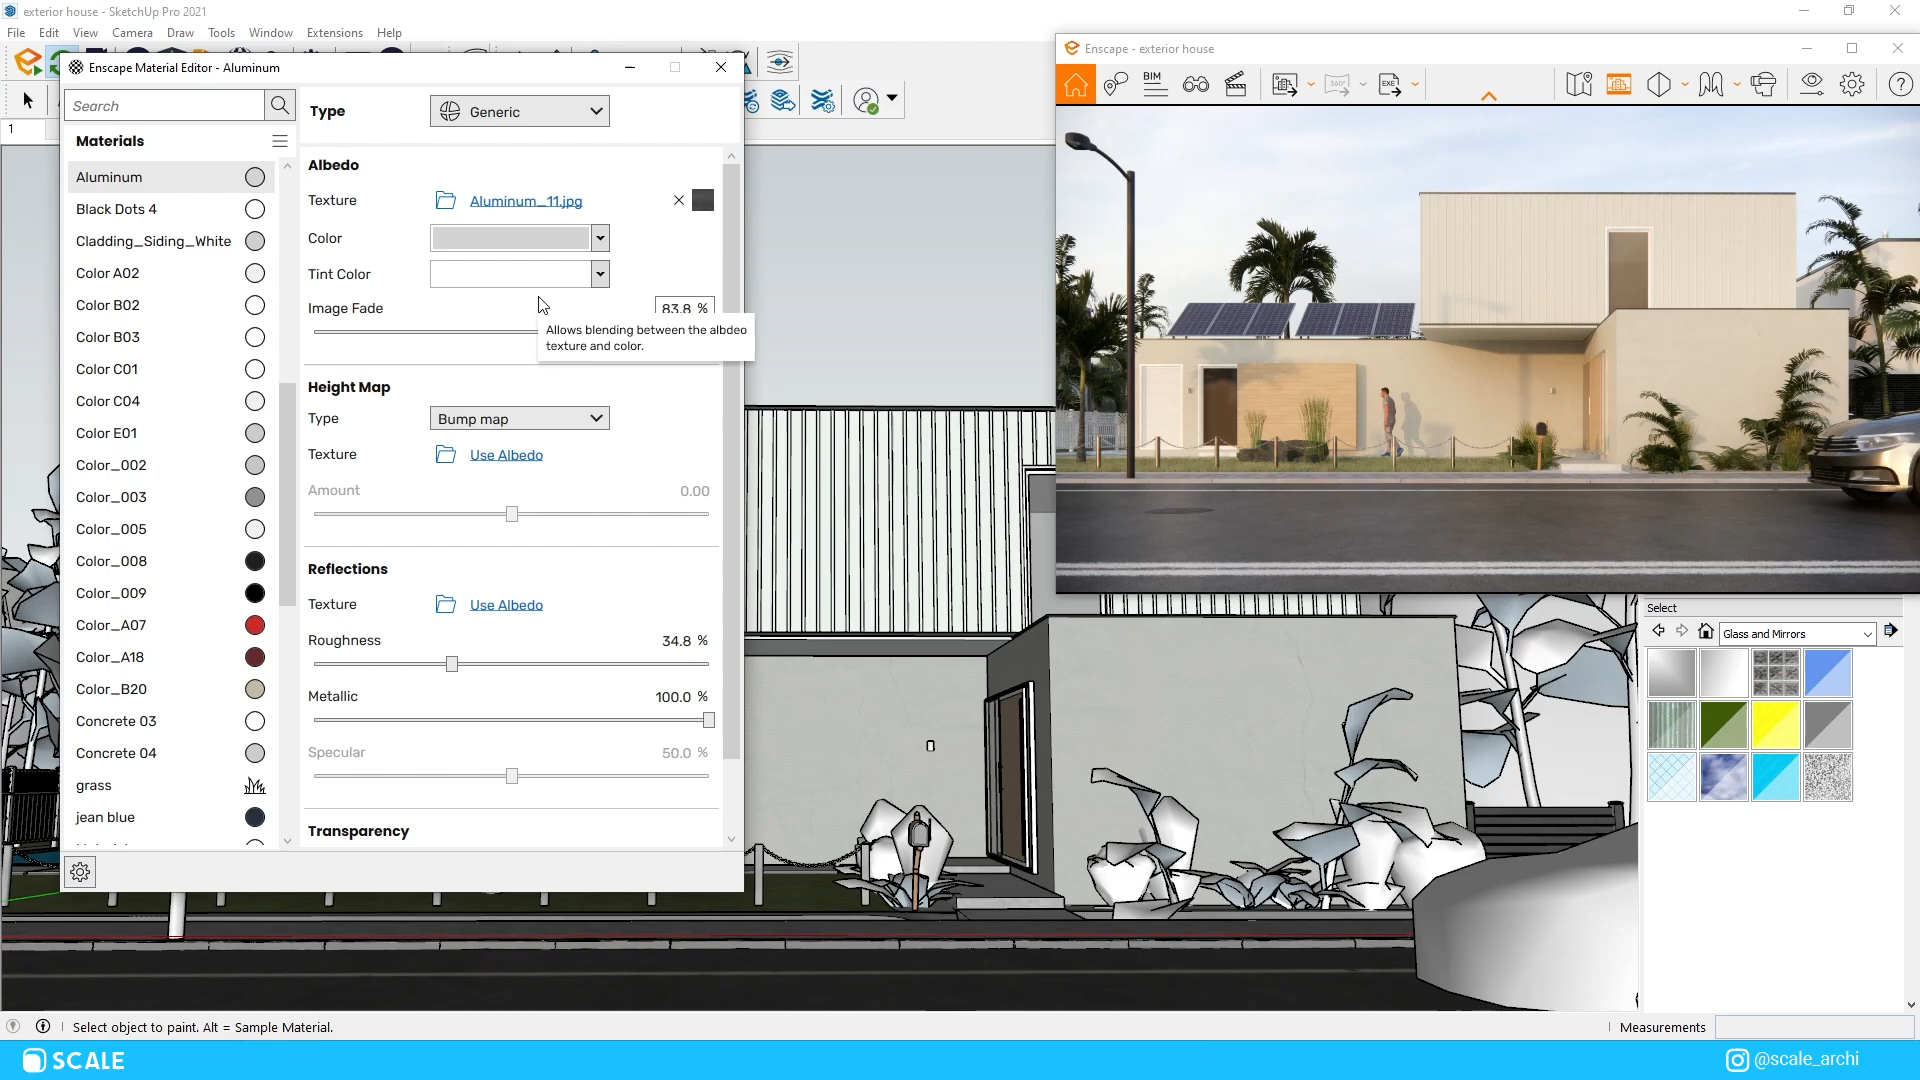 exterior house - SketchUp Pro 2021
File Edit View Camera Draw Tools Window Extensions Help
Enscape Material Editor - Aluminum
Search
Materials
Aluminum
Black Dots 4
Cladding_Siding_White
Color A02
Color B02
Color B03
Color C01
Color C04
Color E01
Color_002
Color_003
Color_005
Color_008
Color_009
Color_A07
Color_A18
Color_B20
Concrete 03
Concrete 04
grass
jean blue
Type Generic
Albedo
Texture Aluminum_11.jpg
Color
Tint Color
Image Fade 83.8 %
Allows blending between the albdeo
texture and color.
Height Map
Type Bump map
Texture Use Albedo
Amount 0.00
Reflections
Texture Use Albedo
Roughness 34.8 %
Metallic 100.0 %
Specular 50.0 %
Transparency
1
Enscape - exterior house
BIM
360°
EXE
?
Select
Glass and Mirrors
Select object to paint. Alt = Sample Material.
Measurements
SCALE
@scale_archi